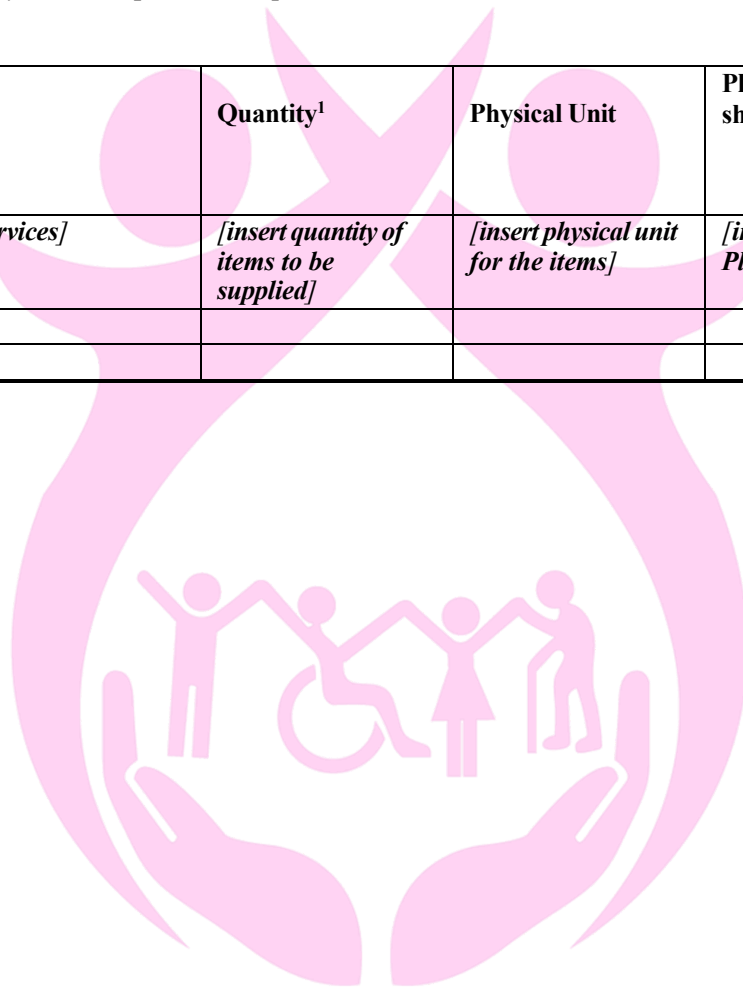 Quantity¹ Physical Unit
rvices] [insert quantity of [insert physical unit
items to be for the items]
supplied]